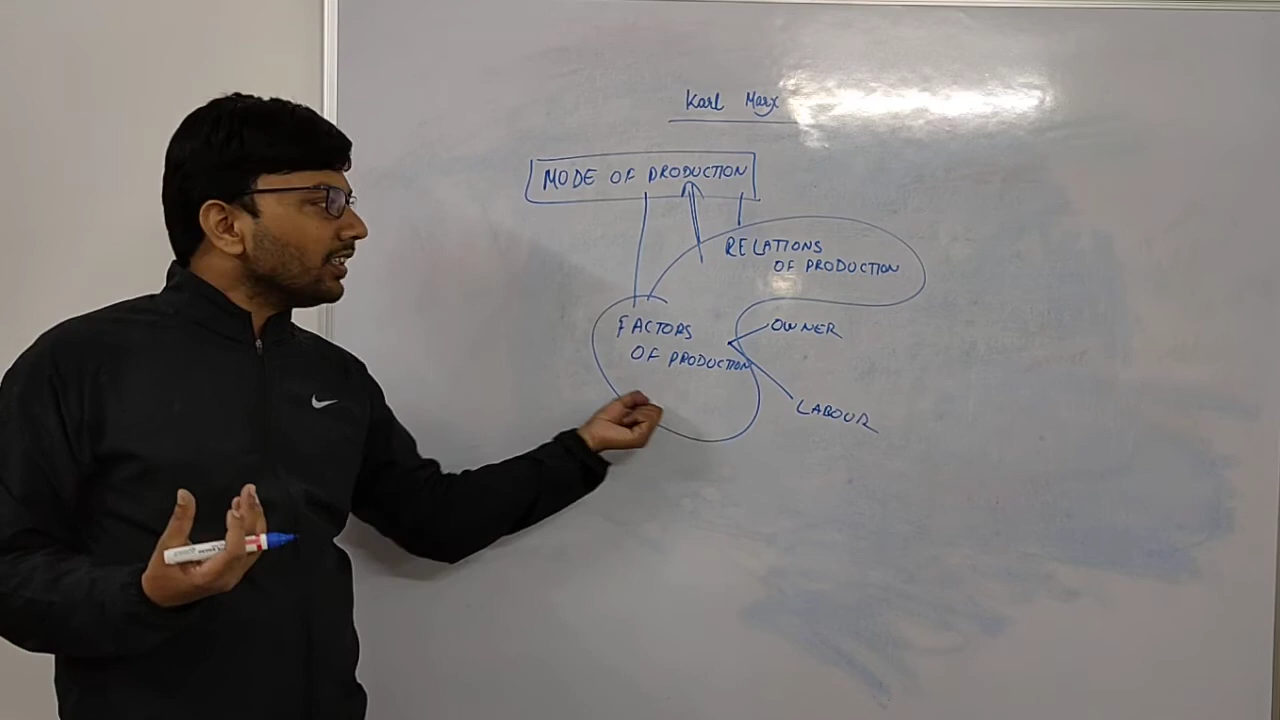 Karl Marx
MODE OF PRODUCTION
RELATIONS
OF PRODUCTION
FACTORS
OF PRODUCTION
OWNER
LABOUR